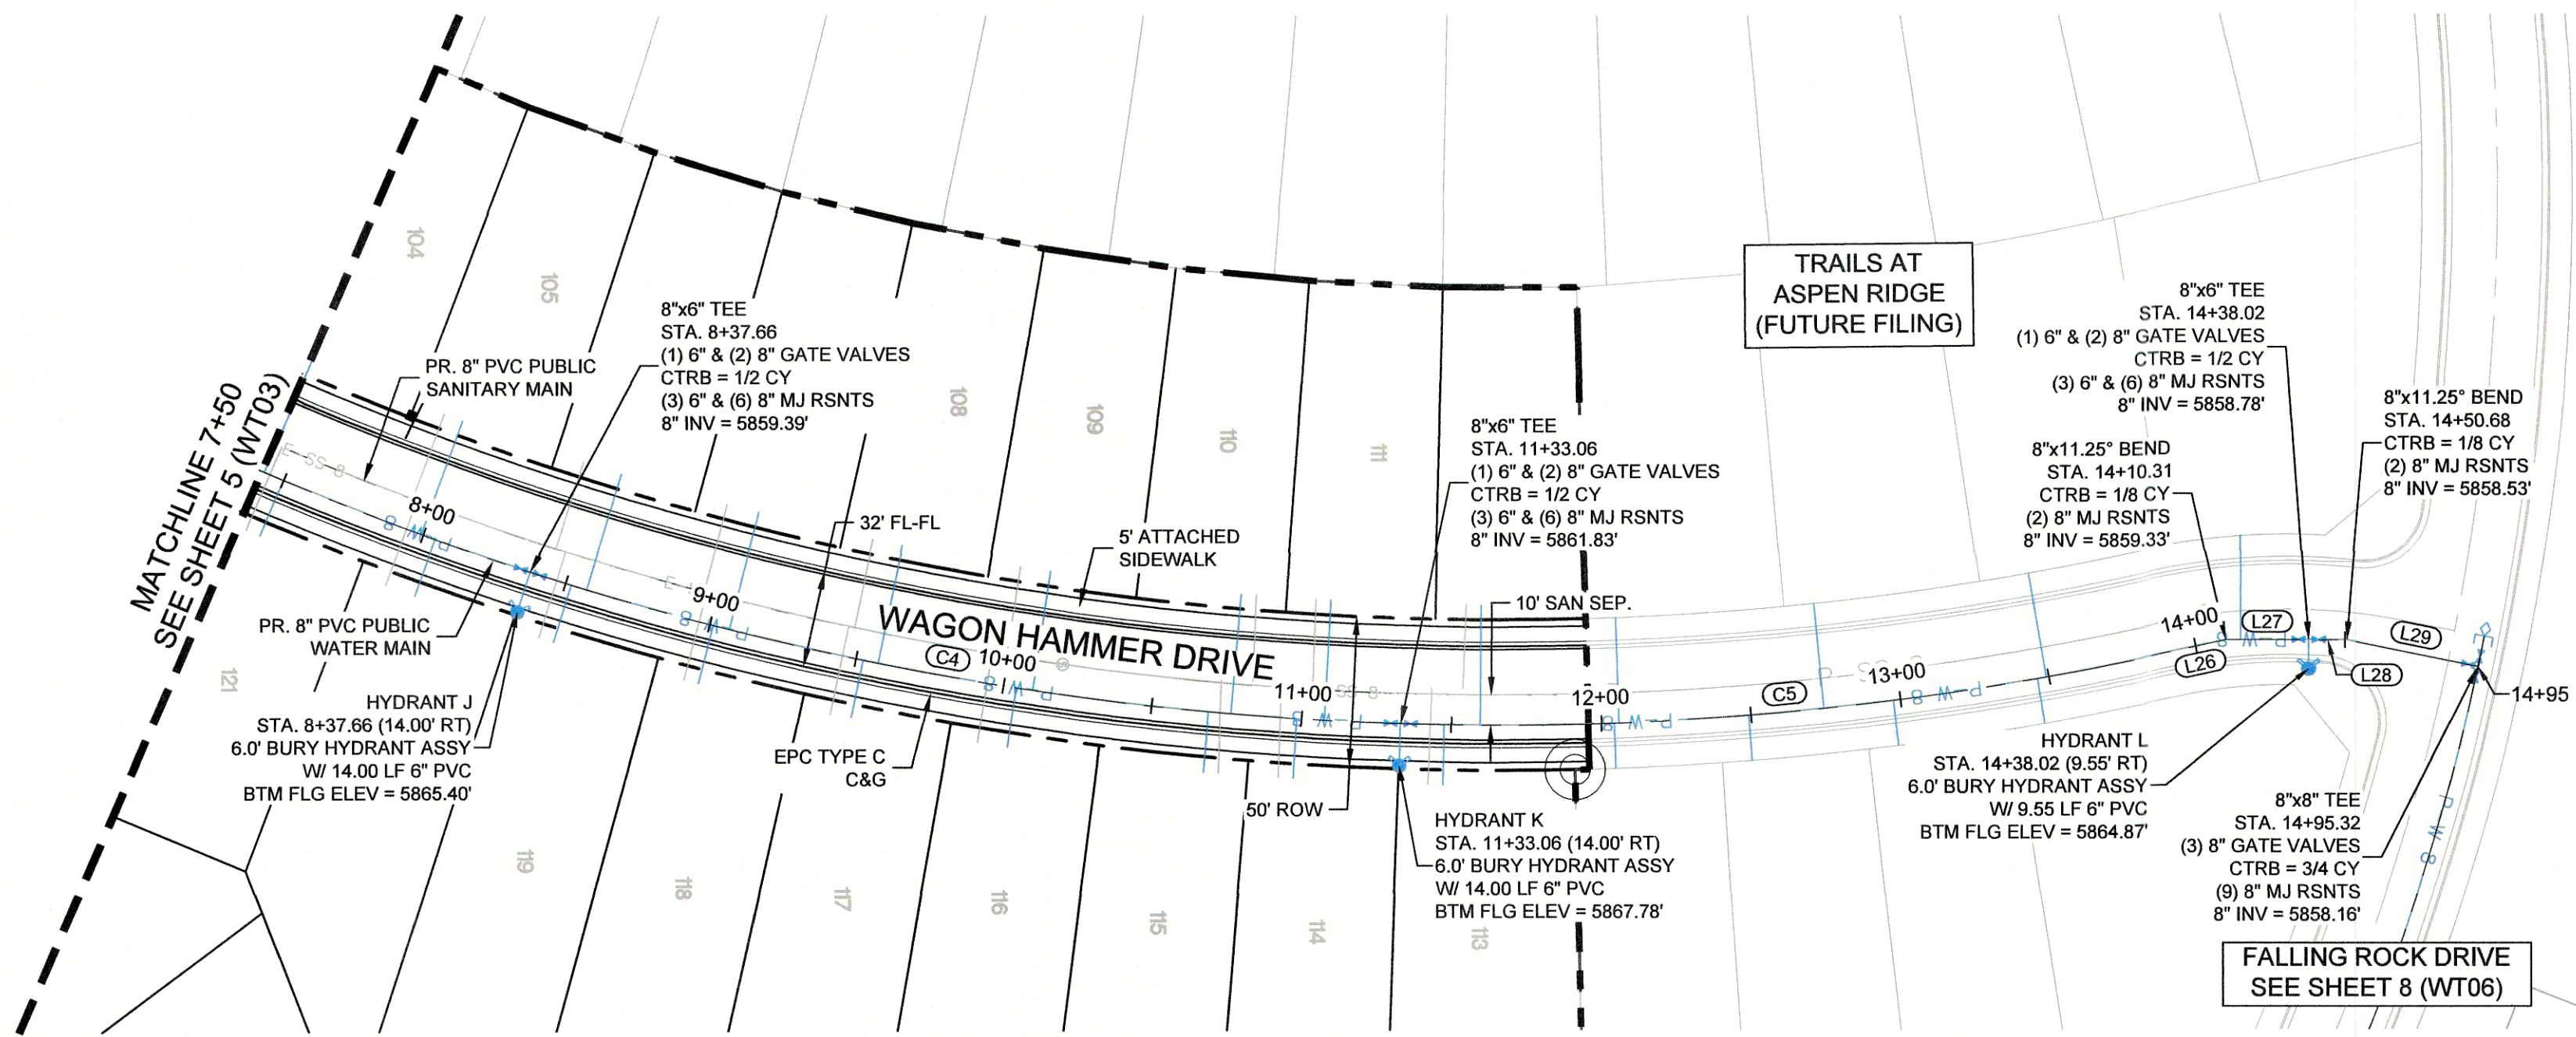 MATCHLINE 7+50
SEE SHEET 5 (WT03)
104
105
108
109
110
111
121
119
118
117
116
115
114
113
PR. 8" PVC PUBLIC
SANITARY MAIN
8"x6" TEE
STA. 8+37.66
(1) 6" & (2) 8" GATE VALVES
CTRB = 1/2 CY
(3) 6" & (6) 8" MJ RSNTS
8" INV = 5859.39'
8+00
9+00
32' FL-FL
5' ATTACHED
SIDEWALK
WAGON HAMMER DRIVE
C4
10+00
11+00
12+00
C5
13+00
14+00
PR. 8" PVC PUBLIC
WATER MAIN
HYDRANT J
STA. 8+37.66 (14.00' RT)
6.0' BURY HYDRANT ASSY
W/ 14.00 LF 6" PVC
BTM FLG ELEV = 5865.40'
EPC TYPE C
C&G
50' ROW
8"x6" TEE
STA. 11+33.06
(1) 6" & (2) 8" GATE VALVES
CTRB = 1/2 CY
(3) 6" & (6) 8" MJ RSNTS
8" INV = 5861.83'
10' SAN SEP.
HYDRANT K
STA. 11+33.06 (14.00' RT)
6.0' BURY HYDRANT ASSY
W/ 14.00 LF 6" PVC
BTM FLG ELEV = 5867.78'
TRAILS AT
ASPEN RIDGE
(FUTURE FILING)
8"x6" TEE
STA. 14+38.02
(1) 6" & (2) 8" GATE VALVES
CTRB = 1/2 CY
(3) 6" & (6) 8" MJ RSNTS
8" INV = 5858.78'
8"x11.25° BEND
STA. 14+10.31
CTRB = 1/8 CY
(2) 8" MJ RSNTS
8" INV = 5859.33'
8"x11.25° BEND
STA. 14+50.68
CTRB = 1/8 CY
(2) 8" MJ RSNTS
8" INV = 5858.53'
L27
L26
L29
L28
14+95
HYDRANT L
STA. 14+38.02 (9.55' RT)
6.0' BURY HYDRANT ASSY
W/ 9.55 LF 6" PVC
BTM FLG ELEV = 5864.87'
8"x8" TEE
STA. 14+95.32
(3) 8" GATE VALVES
CTRB = 3/4 CY
(9) 8" MJ RSNTS
8" INV = 5858.16'
FALLING ROCK DRIVE
SEE SHEET 8 (WT06)